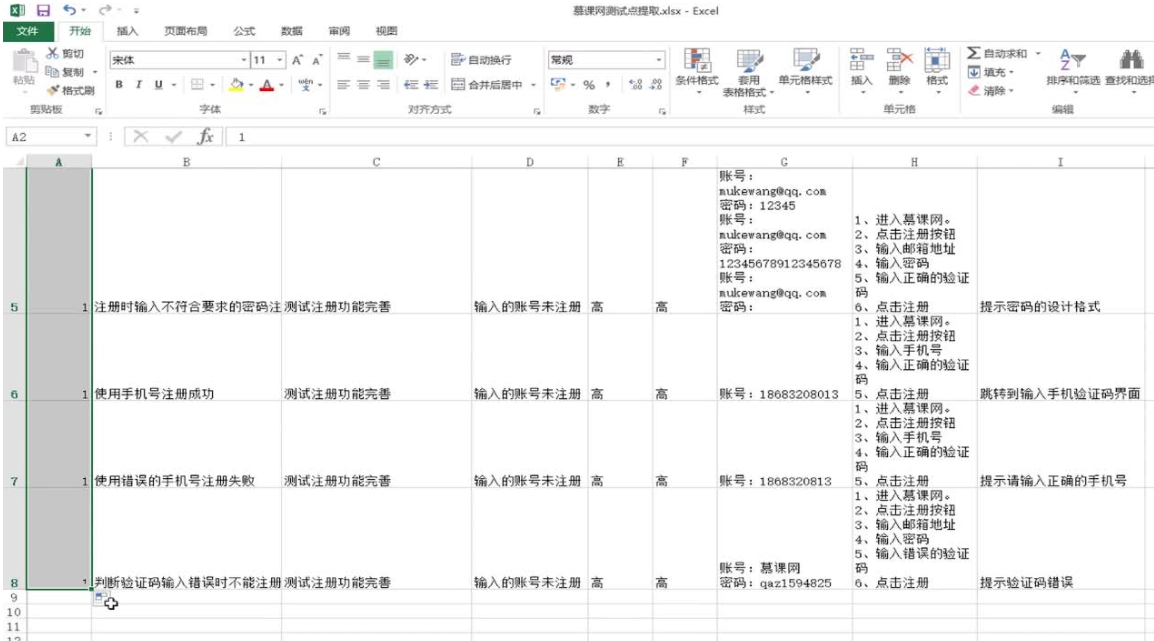 慕课网测试点提取.xlsx - Excel
文件 开始 插入 页面布局 公式 数据 审阅 视图
剪切 宋体 11 自动换行 常规 自动求和
复制 填充
粘贴 条件格式 套用 单元格样式 插入 删除 格式 排序和筛选 查找和选择
格式刷 B I U wén 合并后居中 % 表格格式 清除
剪贴板 字体 对齐方式 数字 样式 单元格 编辑
A2 fx 1
A B C D E F G H I
账号：
mukewang@qq.com
密码：12345
账号：
mukewang@qq.com
密码：
12345678912345678
账号：
mukewang@qq.com
密码：
1、进入慕课网。
2、点击注册按钮
3、输入邮箱地址
4、输入密码
5、输入正确的验证
码
6、点击注册
5 1 注册时输入不符合要求的密码注 测试注册功能完善 输入的账号未注册 高 高 提示密码的设计格式
1、进入慕课网。
2、点击注册按钮
3、输入手机号
4、输入正确的验证
码
6 1 使用手机号注册成功 测试注册功能完善 输入的账号未注册 高 高 账号：18683208013 5、点击注册 跳转到输入手机验证码界面
1、进入慕课网。
2、点击注册按钮
3、输入手机号
4、输入正确的验证
码
7 1 使用错误的手机号注册失败 测试注册功能完善 输入的账号未注册 高 高 账号：1868320813 5、点击注册 提示请输入正确的手机号
1、进入慕课网。
2、点击注册按钮
3、输入邮箱地址
4、输入密码
5、输入错误的验证
账号：慕课网 码
8 1 判断验证码输入错误时不能注册 测试注册功能完善 输入的账号未注册 高 高 密码：qaz1594825 6、点击注册 提示验证码错误
9
10
11